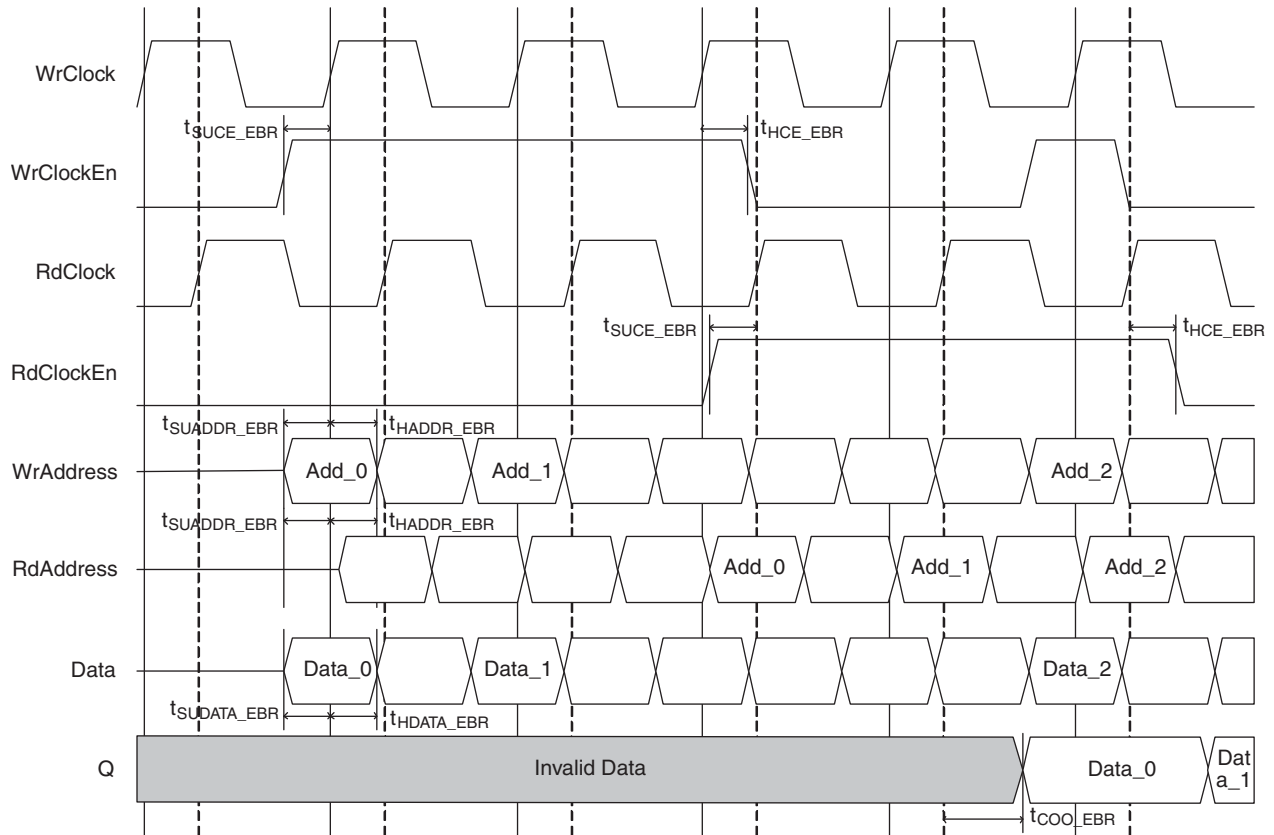 WrClock
tSUCE_EBR tHCE_EBR
WrClockEn
RdClock
tSUCE_EBR tHCE_EBR
RdClockEn
tSUADDR_EBR tHADDR_EBR
WrAddress Add_0 Add_1 Add_2
tSUADDR_EBR tHADDR_EBR
RdAddress Add_0 Add_1 Add_2
Data Data_0 Data_1 Data_2
tSUDATA_EBR tHDATA_EBR
Q Invalid Data Data_0 Dat
a_1
tCOO_EBR